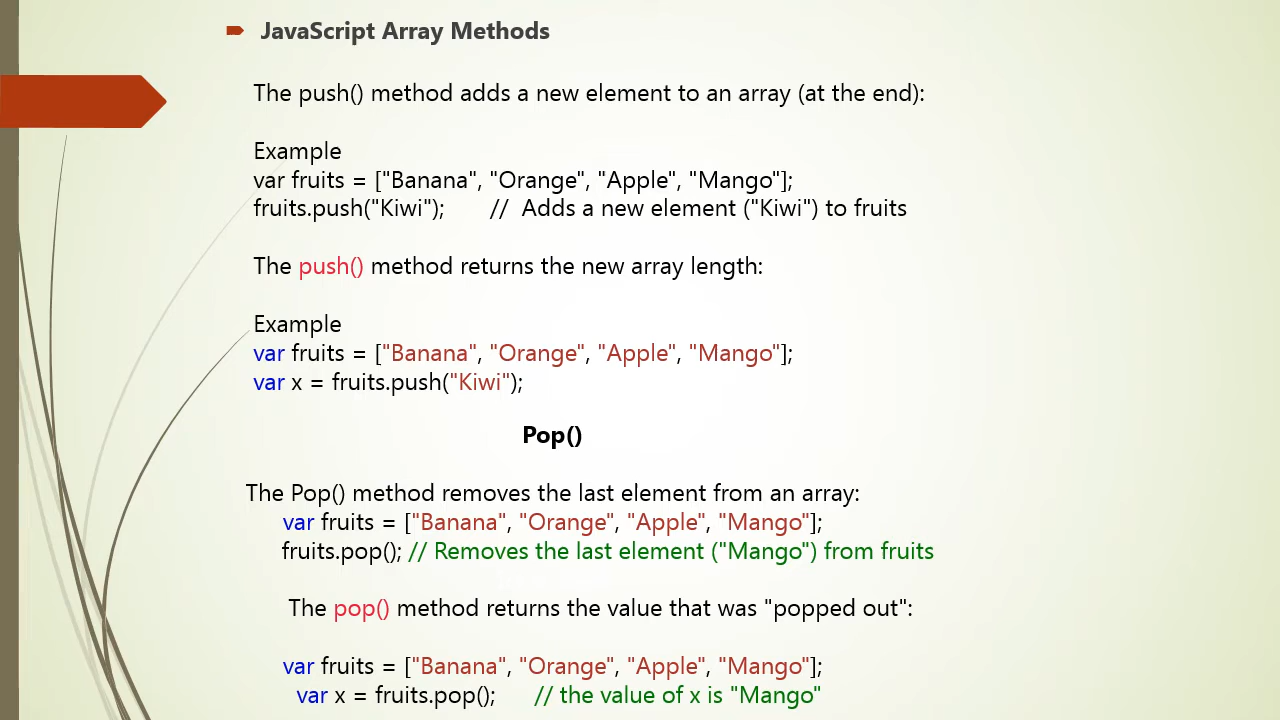 JavaScript Array Methods
The push() method adds a new element to an array (at the end):
Example
var fruits = ["Banana", "Orange", "Apple", "Mango"];
fruits.push("Kiwi"); // Adds a new element ("Kiwi") to fruits
The push() method returns the new array length:
Example
var fruits = ["Banana", "Orange", "Apple", "Mango"];
var x = fruits.push("Kiwi");
Pop()
The Pop() method removes the last element from an array:
var fruits = ["Banana", "Orange", "Apple", "Mango"];
fruits.pop(); // Removes the last element ("Mango") from fruits
The pop() method returns the value that was "popped out":
var fruits = ["Banana", "Orange", "Apple", "Mango"];
var x = fruits.pop(); // the value of x is "Mango"